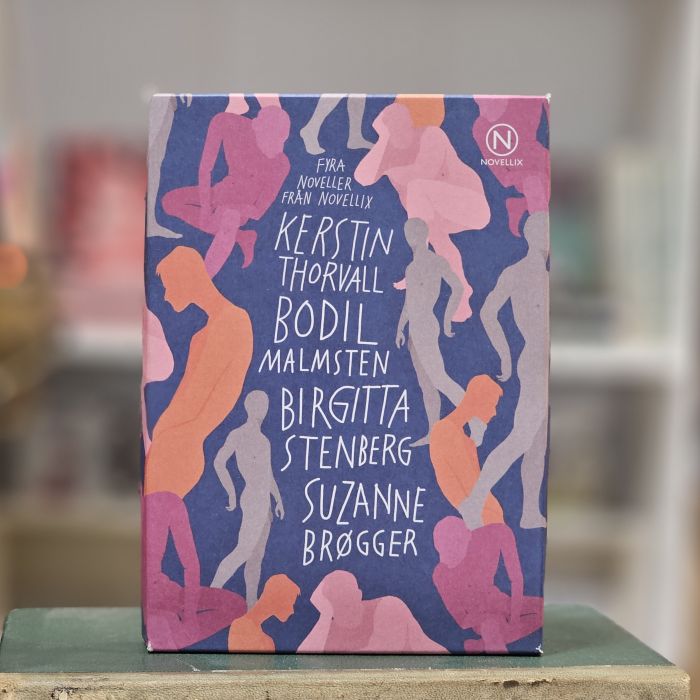 N
NOVELLIX
FYRA
NOVELLER
FRÅN NOVELLIX
KERSTIN
THORVALL
BODIL
MALMSTEN
BIRGITTA
STENBERG
SUZANNE
BRØGGER